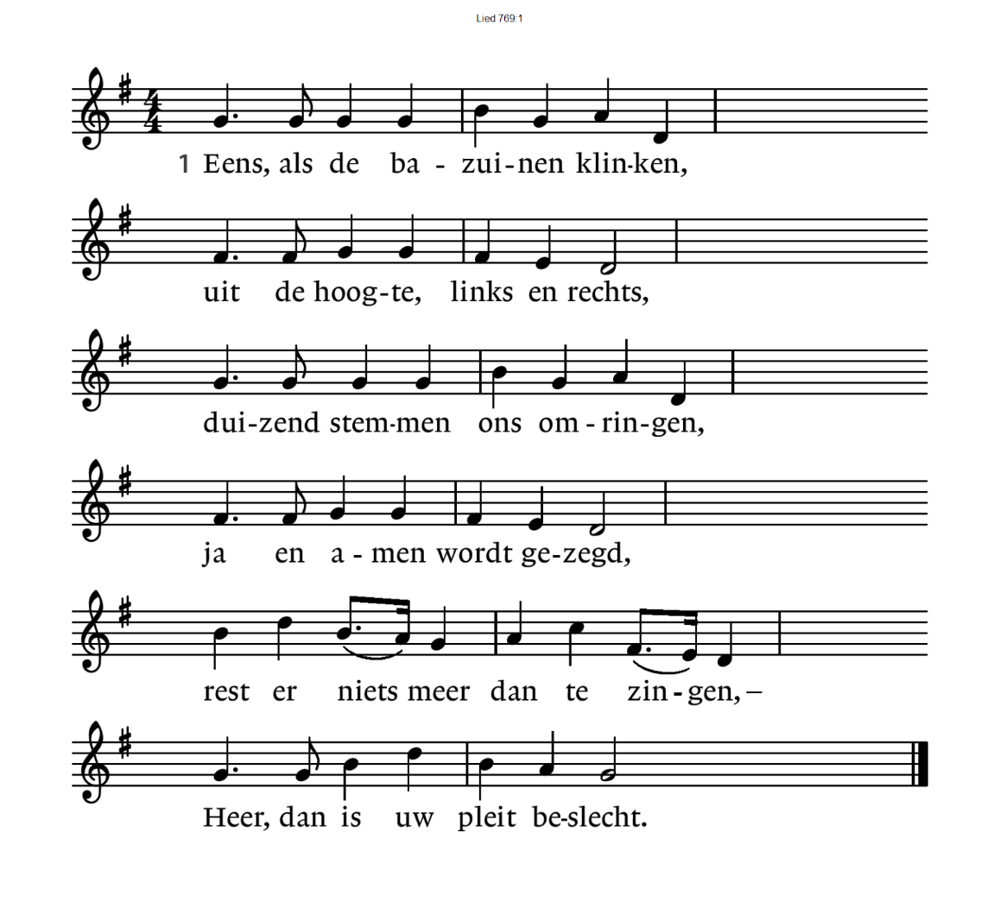 Lied 769:1
4
4
1 Eens, als de ba - zui-nen klin-ken,
uit de hoog-te, links en rechts,
dui-zend stem-men ons om - rin-gen,
ja en a - men wordt ge-zegd,
rest er niets meer dan te zin-gen, –
Heer, dan is uw pleit be-slecht.